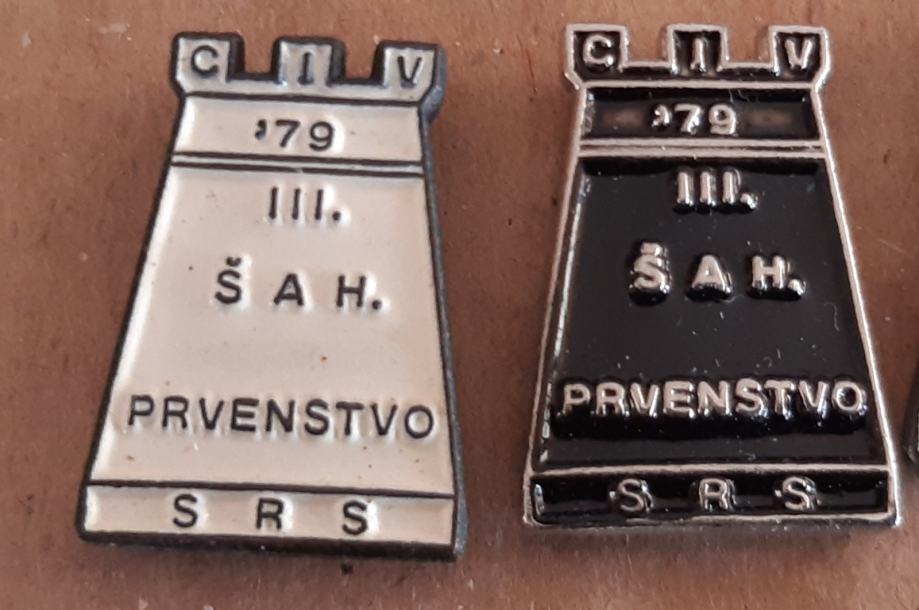 C I V
'79
III.
Š A H.
PRVENSTVO
S R S
C I V
'79
III.
Š A H.
PRVENSTVO
S R S